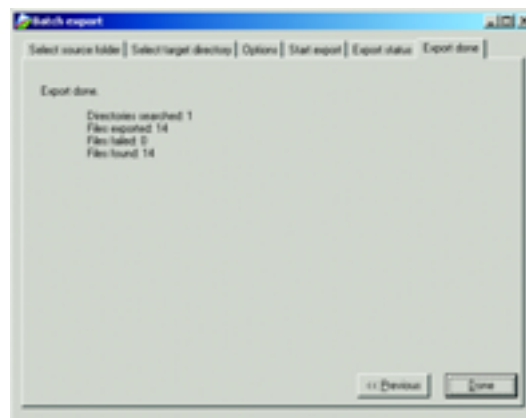 Batch export
Select source folder Select target directory Options Start export Export status Export done
Export done.
Directories searched: 1
Files exported: 14
Files failed: 0
Files found: 14
<< Previous Done